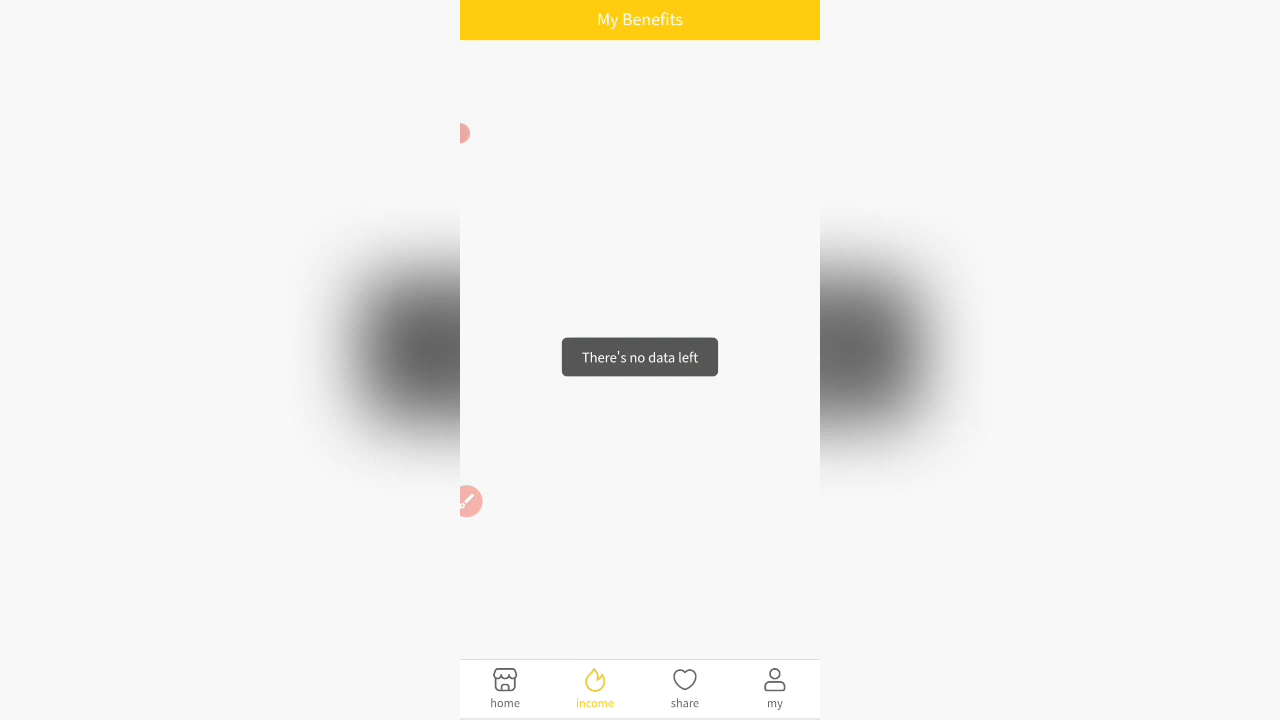 My Benefits
There's no data left
home
income
share
my